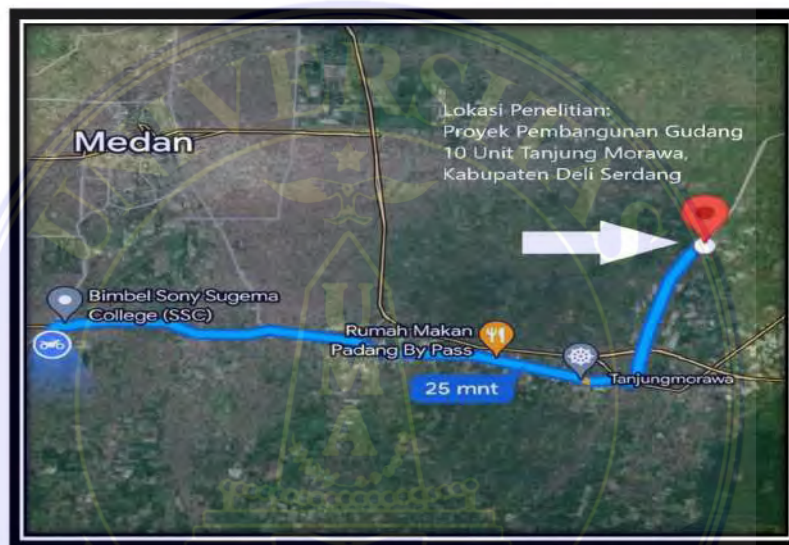 Lokasi Penelitian:
Proyek Pembangunan Gudang
10 Unit Tanjung Morawa,
Kabupaten Deli Serdang
Medan
Bimbel Sony Sugema
College (SSC)
Rumah Makan
Padang By Pass
25 mnt
Tanjungmorawa